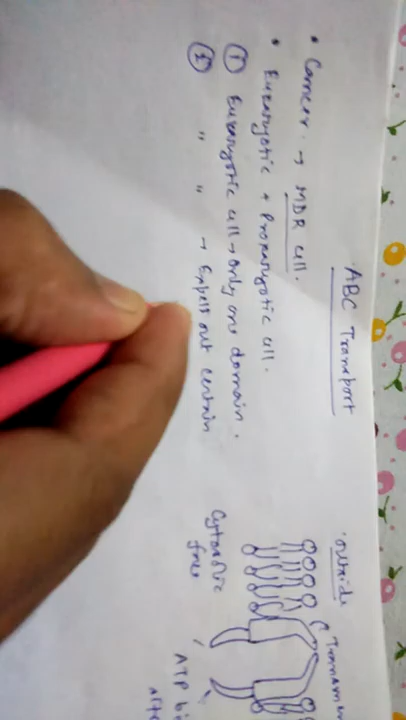 ABC Transport
• Cancer. → MDR cell.
• Eukaryotic + Prokaryotic cell.
① Eukaryotic cell → only one domain.
② " " → Expels out certain
outside
Cytosolic
face
ATP